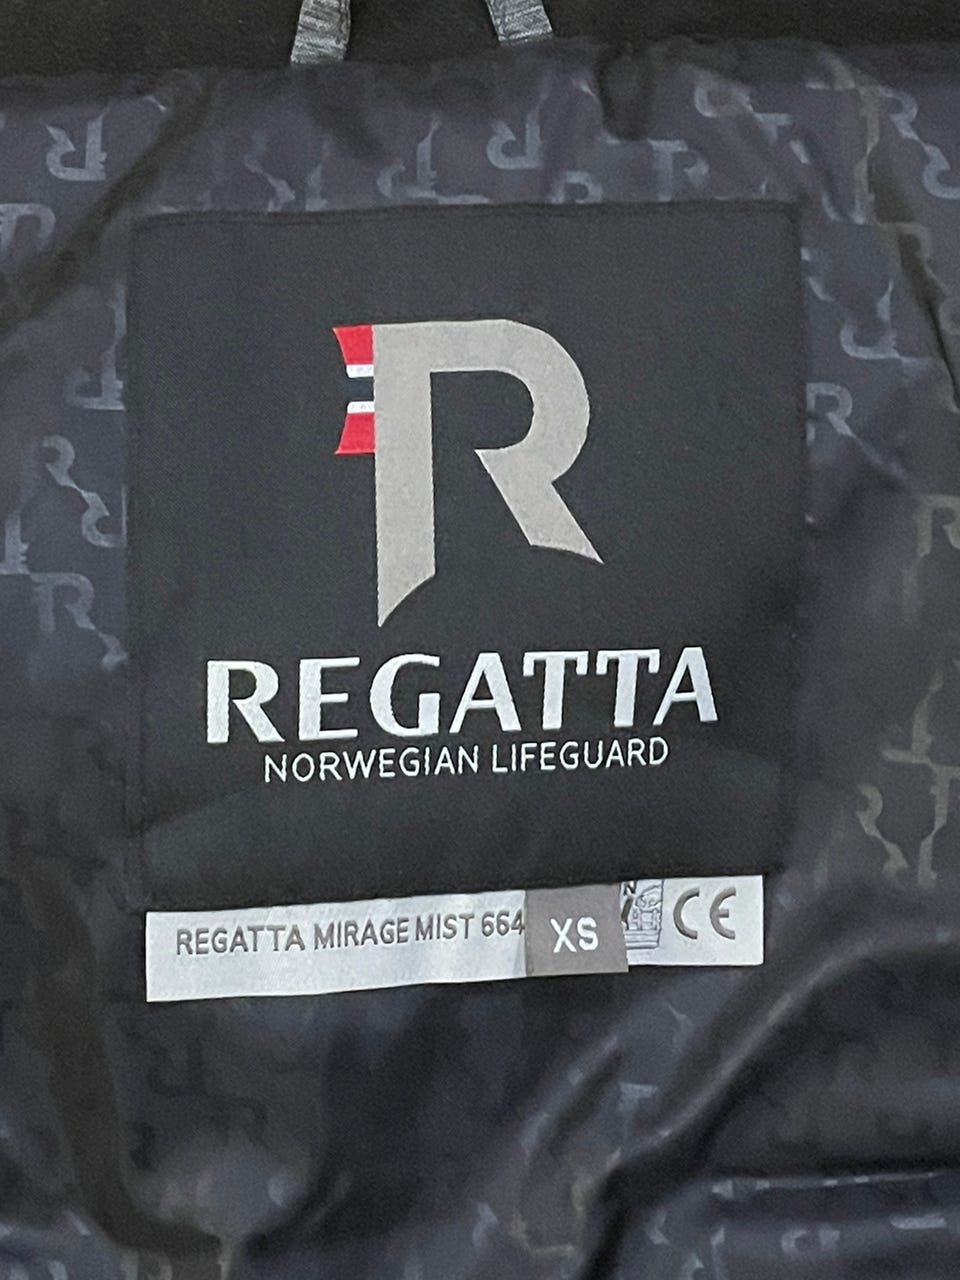 R
REGATTA
NORWEGIAN LIFEGUARD
REGATTA MIRAGE MIST 664
XS
CE